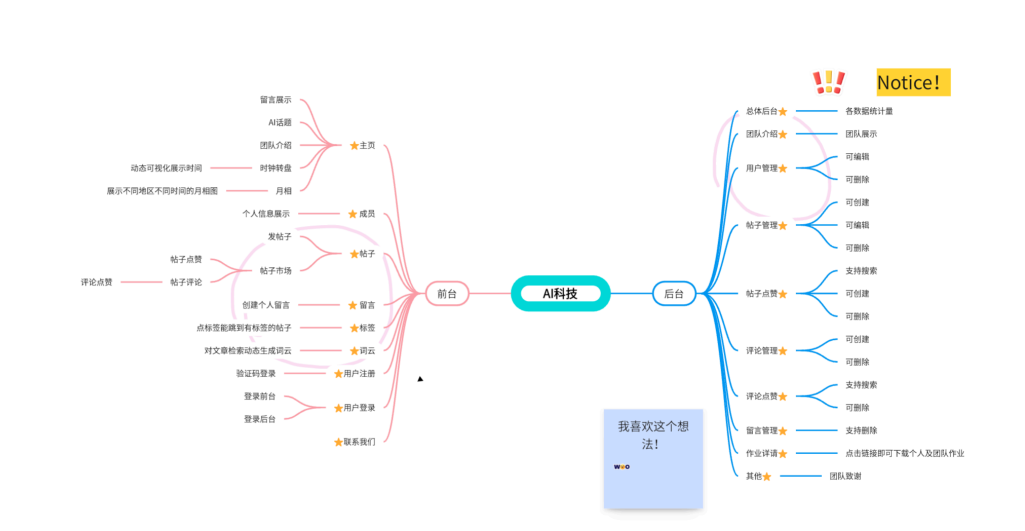 Notice!
留言展示
AI话题
团队介绍
动态可视化展示时间
时钟转盘
展示不同地区不同时间的月相图
月相
主页
个人信息展示
成员
发帖子
帖子点赞
帖子市场
评论点赞
帖子评论
帖子
创建个人留言
留言
点标签能跳到有标签的帖子
标签
对文章检索动态生成词云
词云
验证码登录
用户注册
登录前台
登录后台
用户登录
联系我们
前台
AI科技
后台
总体后台
各数据统计量
团队介绍
团队展示
用户管理
可编辑
可删除
帖子管理
可创建
可编辑
可删除
帖子点赞
支持搜索
可创建
可删除
评论管理
可创建
可删除
评论点赞
支持搜索
可删除
留言管理
支持删除
作业详请
点击链接即可下载个人及团队作业
其他
团队致谢
我喜欢这个想
法!